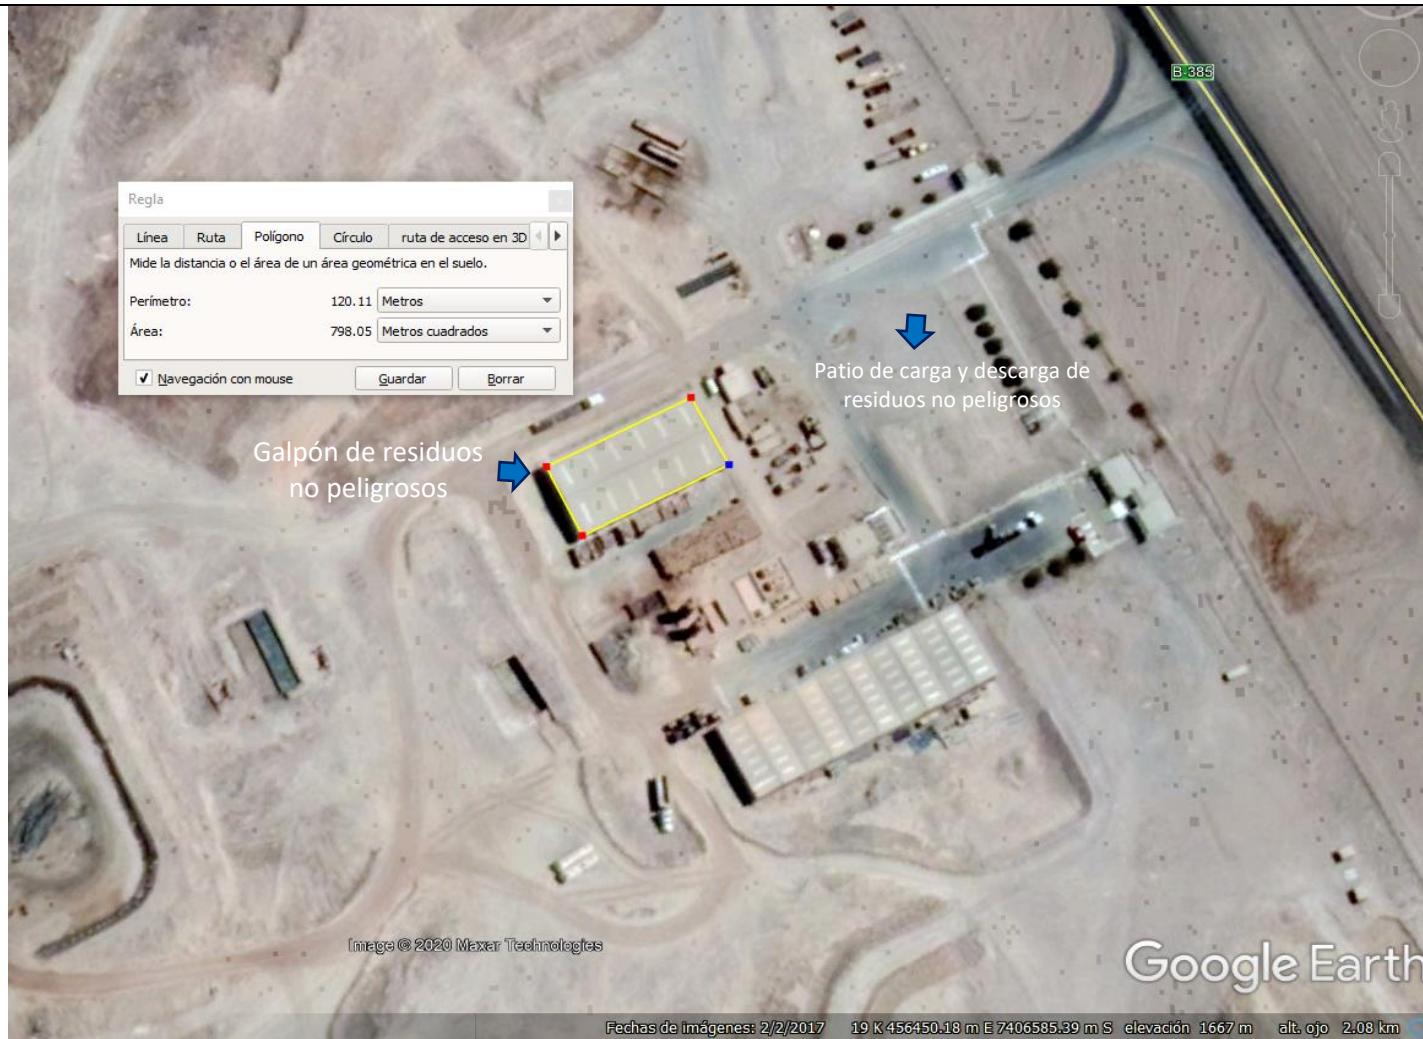 B-385
Regla
Línea Ruta Polígono Círculo ruta de acceso en 3D
Mide la distancia o el área de un área geométrica en el suelo.
Perímetro: 120.11 Metros
Área: 798.05 Metros cuadrados
Navegación con mouse Guardar Borrar
Patio de carga y descarga de
residuos no peligrosos
Galpón de residuos
no peligrosos
Image © 2020 Maxar Technologies
Google Earth
Fechas de imágenes: 2/2/2017 19 K 456450.18 m E 7406585.39 m S elevación 1667 m alt. ojo 2.08 km